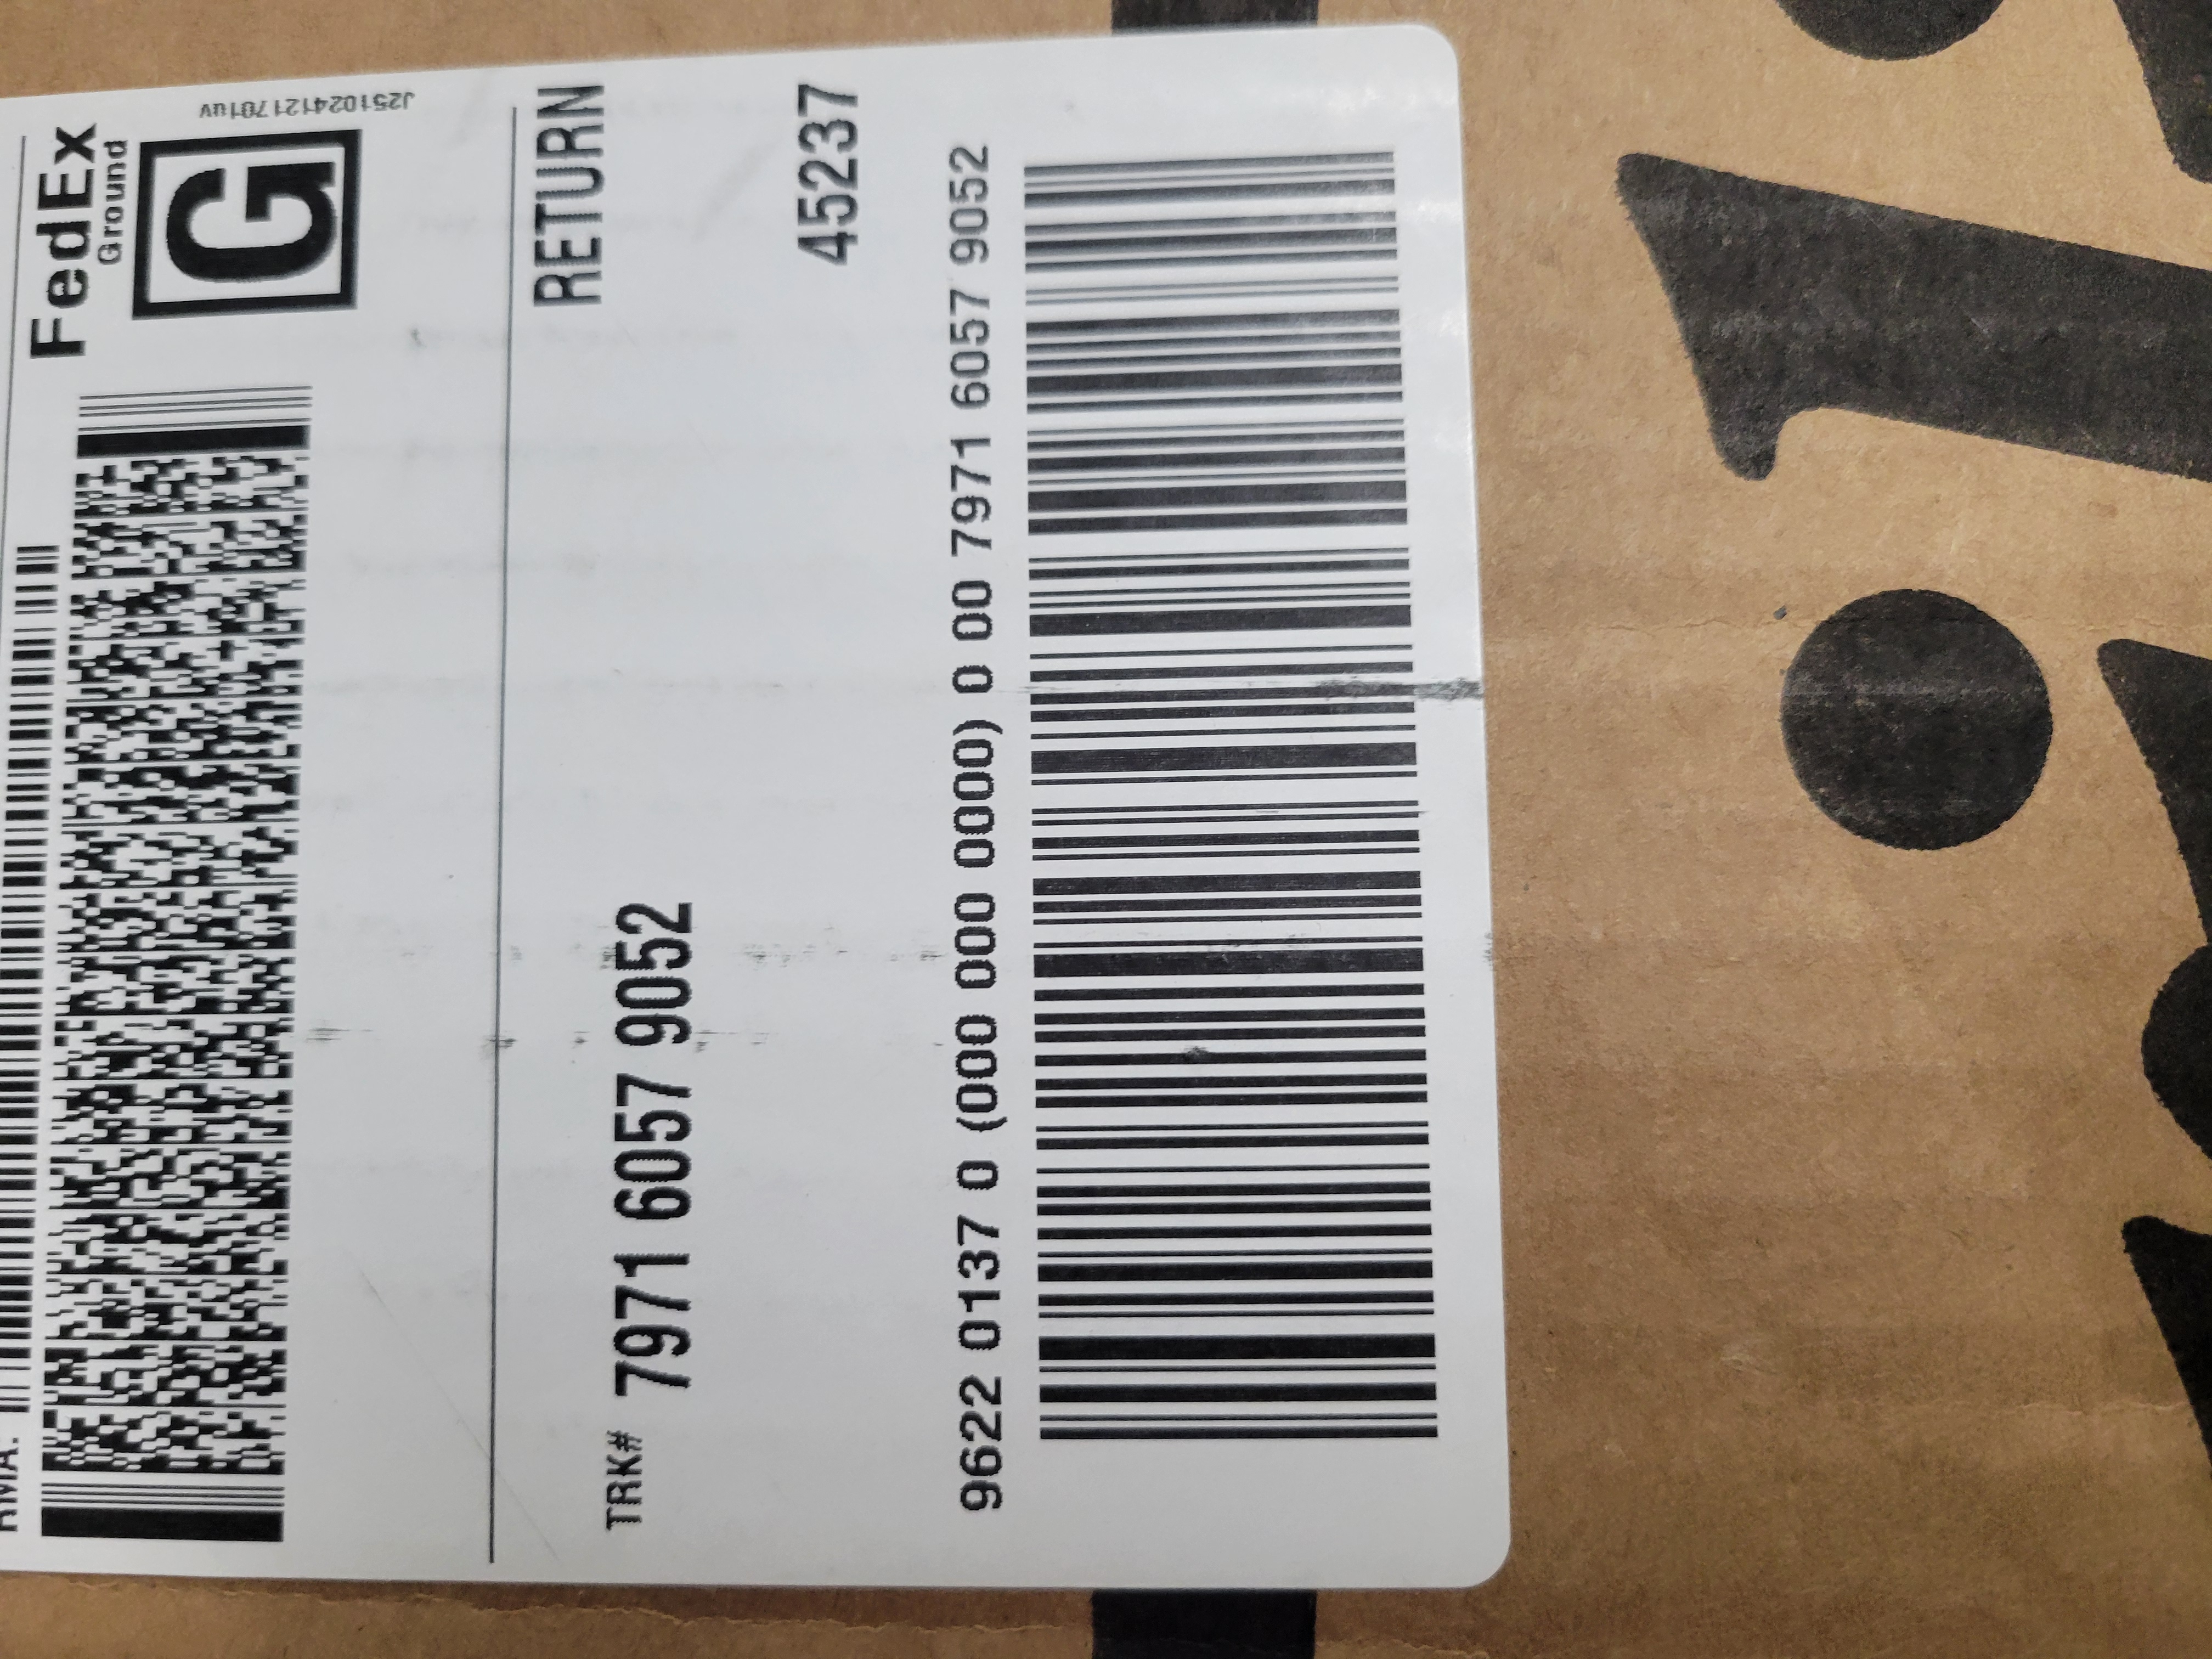 RMA:
FedEx
Ground
G
J251024121701uv
RETURN
TRK# 7971 6057 9052
45237
9622 0137 0 (000 000 0000) 0 00 7971 6057 9052